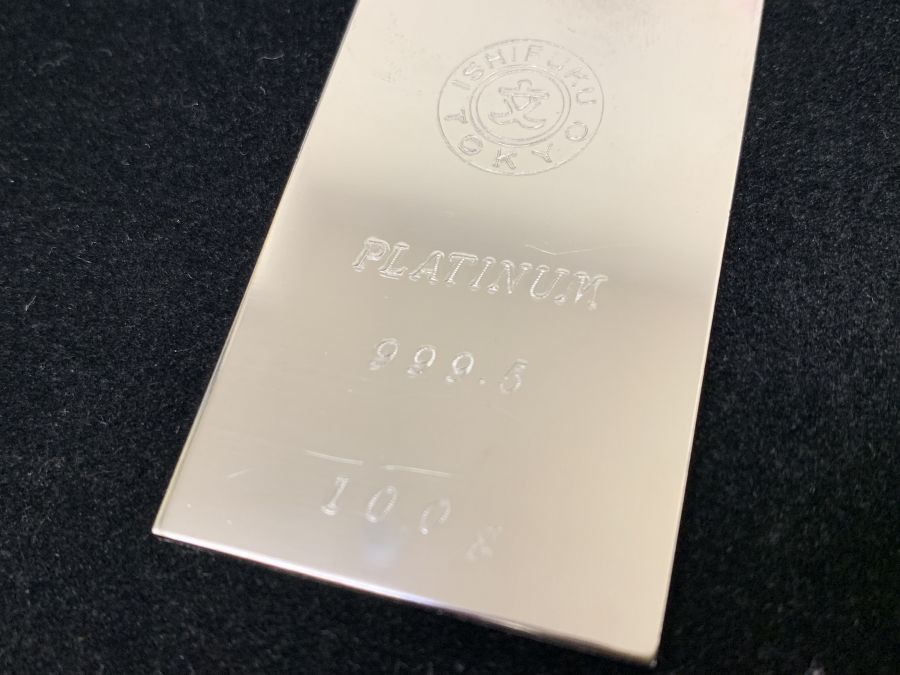 ISHIFUKU
文
TOKYO
PLATINUM
999.5
100g